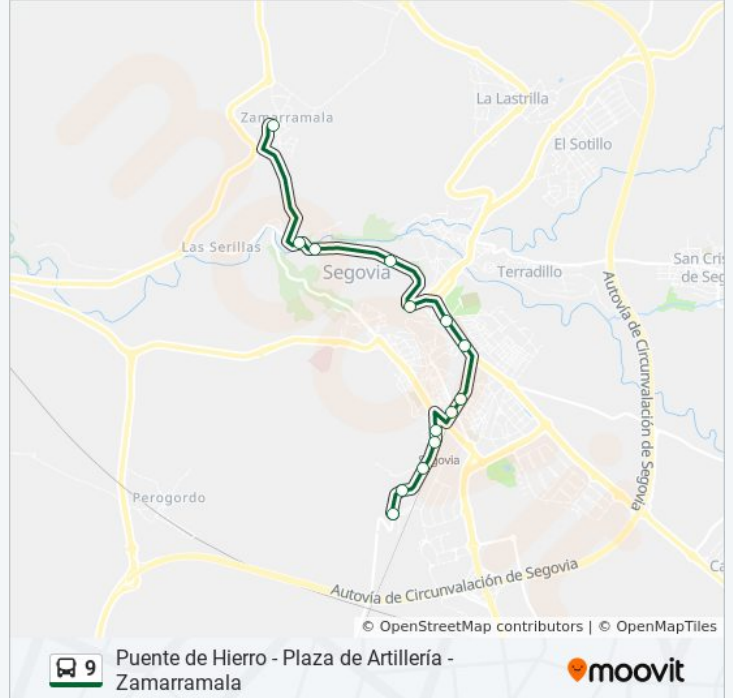 La Lastrilla
Zamarramala
El Sotillo
Las Serillas
San Cris
de Seg
Segovia
Terradillo
Autovía de Circunvalación de Segovia
Segovia
Perogordo
Ca
Autovía de Circunvalación de Segovia
© OpenStreetMap contributors | © OpenMapTiles
9
Puente de Hierro - Plaza de Artillería -
Zamarramala
moovit